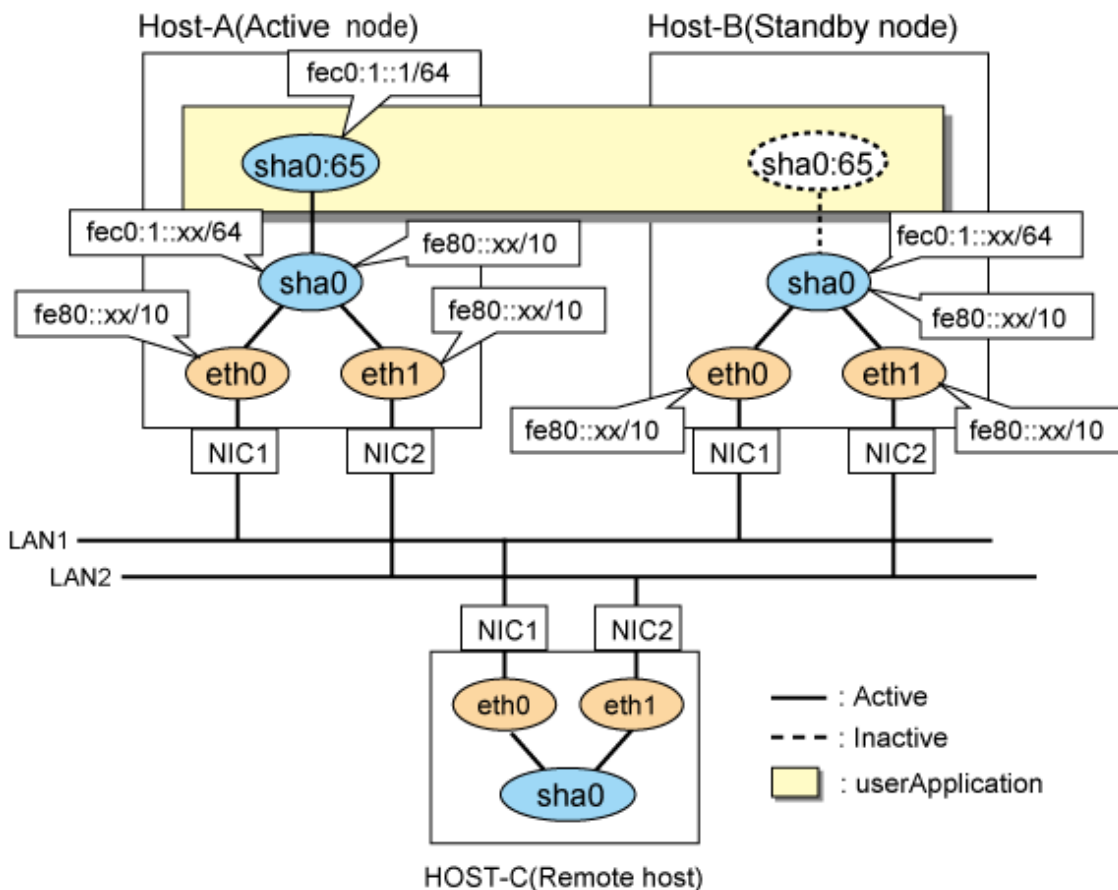 Host-A(Active node)
Host-B(Standby node)
fec0:1::1/64
sha0:65
sha0:65
fec0:1::xx/64
fe80::xx/10
fec0:1::xx/64
sha0
sha0
fe80::xx/10
fe80::xx/10
fe80::xx/10
eth0
eth1
eth0
eth1
fe80::xx/10
fe80::xx/10
NIC1
NIC2
NIC1
NIC2
LAN1
LAN2
NIC1
NIC2
eth0
eth1
sha0
: Active
: Inactive
: userApplication
HOST-C(Remote host)